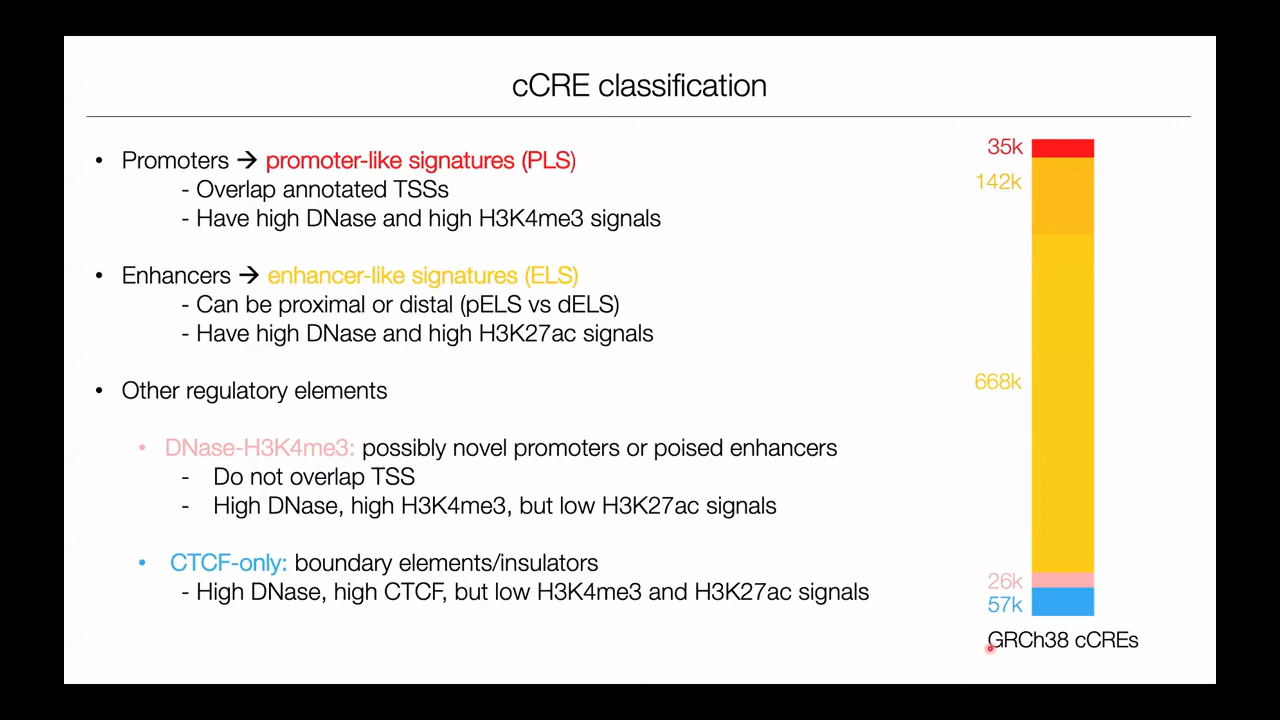 cCRE classification
• Promoters → promoter-like signatures (PLS)
- Overlap annotated TSSs
- Have high DNase and high H3K4me3 signals
• Enhancers → enhancer-like signatures (ELS)
- Can be proximal or distal (pELS vs dELS)
- Have high DNase and high H3K27ac signals
• Other regulatory elements
• DNase-H3K4me3: possibly novel promoters or poised enhancers
- Do not overlap TSS
- High DNase, high H3K4me3, but low H3K27ac signals
• CTCF-only: boundary elements/insulators
- High DNase, high CTCF, but low H3K4me3 and H3K27ac signals
35k
142k
668k
26k
57k
GRCh38 cCREs